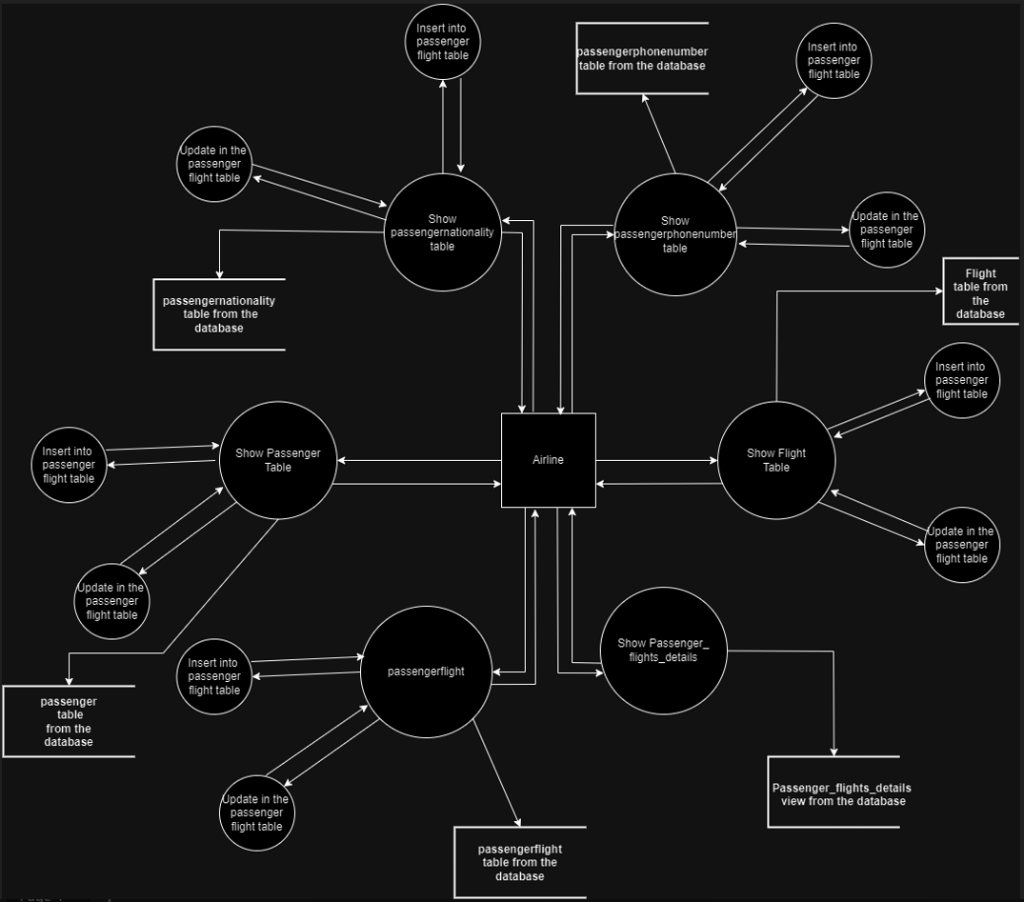 Insert into
passenger
flight table
passengerphonenumber
table from the database
Insert into
passenger
flight table
Update in the
passenger
flight table
Show
passengernationality
table
Show
passengerphonenumber
table
Update in the
passenger
flight table
passengernationality
table from the
database
Flight
table from
the
database
Insert into
passenger
flight table
Insert into
passenger
flight table
Show Passenger
Table
Airline
Show Flight
Table
Update in the
passenger
flight table
Update in the
passenger
flight table
Insert into
passenger
flight table
passengerflight
Show Passenger_
flights_details
passenger
table
from the
database
Update in the
passenger
flight table
Passenger_flights_details
view from the database
passengerflight
table from the
database